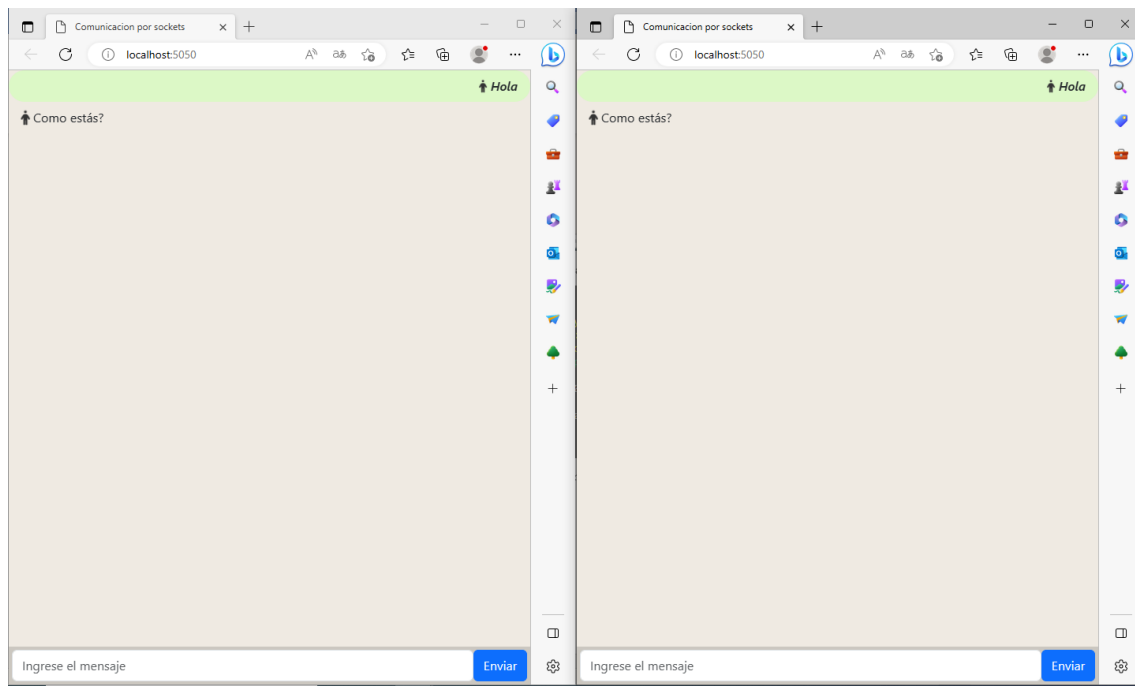 Comunicacion por sockets
localhost:5050
Hola
Como estás?
Ingrese el mensaje
Enviar
Comunicacion por sockets
localhost:5050
Hola
Como estás?
Ingrese el mensaje
Enviar